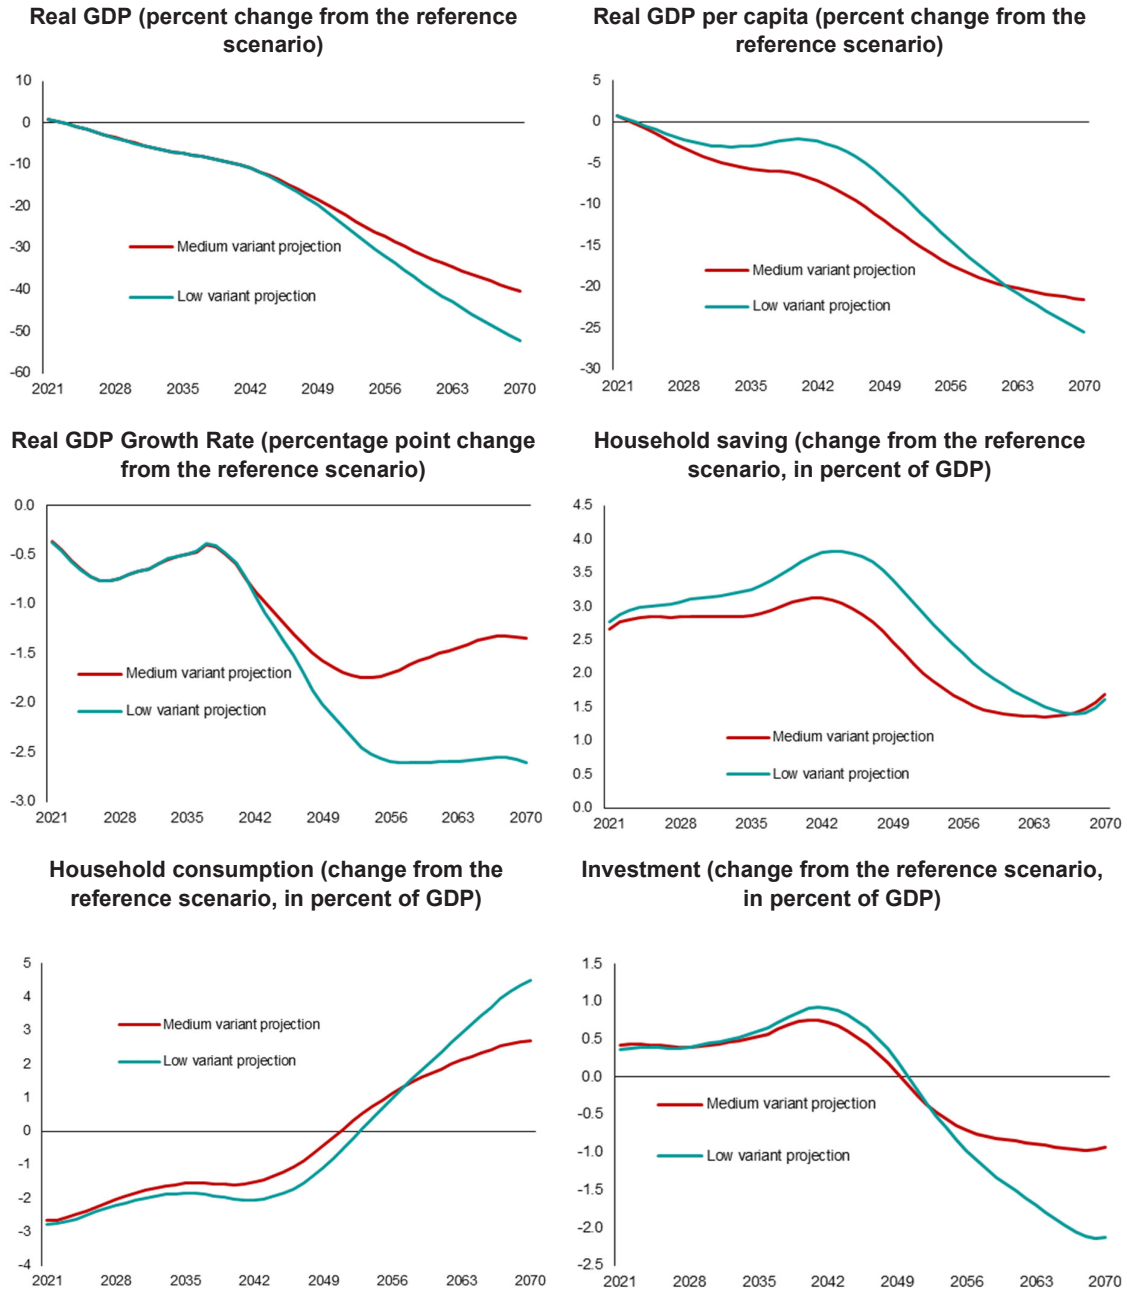 Real GDP (percent change from the reference
scenario)
10
0
-10
-20
-30
-40
-50
-60
Medium variant projection
Low variant projection
2021 2028 2035 2042 2049 2056 2063 2070
Real GDP per capita (percent change from the
reference scenario)
5
0
-5
-10
-15
-20
-25
-30
Medium variant projection
Low variant projection
2021 2028 2035 2042 2049 2056 2063 2070
Real GDP Growth Rate (percentage point change
from the reference scenario)
0.0
-0.5
-1.0
-1.5
-2.0
-2.5
-3.0
Medium variant projection
Low variant projection
2021 2028 2035 2042 2049 2056 2063 2070
Household saving (change from the reference
scenario, in percent of GDP)
4.5
4.0
3.5
3.0
2.5
2.0
1.5
1.0
0.5
0.0
Medium variant projection
Low variant projection
2021 2028 2035 2042 2049 2056 2063 2070
Household consumption (change from the
reference scenario, in percent of GDP)
5
4
3
2
1
0
-1
-2
-3
-4
Medium variant projection
Low variant projection
2021 2028 2035 2042 2049 2056 2063 2070
Investment (change from the reference scenario,
in percent of GDP)
1.5
1.0
0.5
0.0
-0.5
-1.0
-1.5
-2.0
-2.5
Medium variant projection
Low variant projection
2021 2028 2035 2042 2049 2056 2063 2070